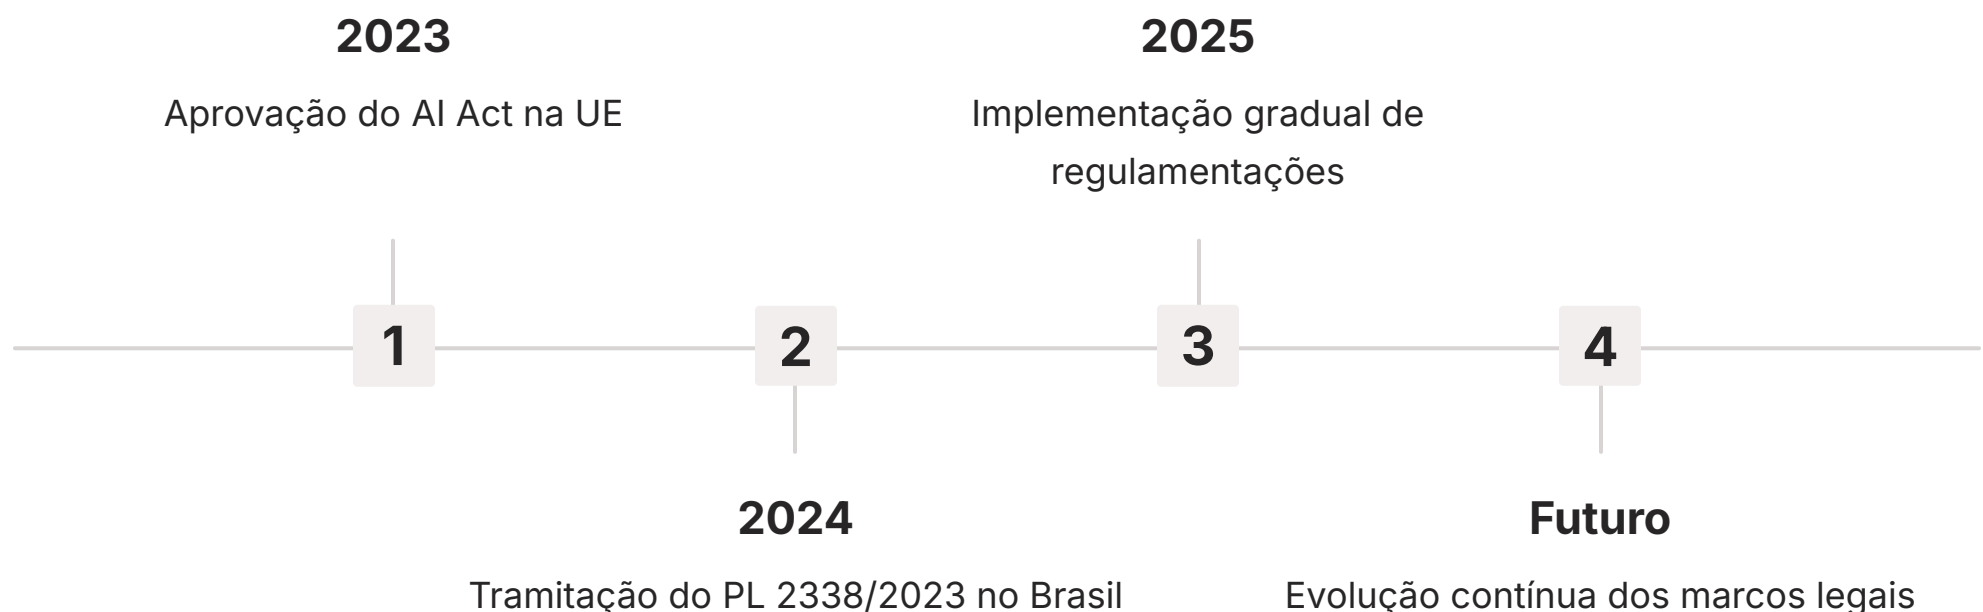 2023
Aprovação do AI Act na UE
2025
Implementação gradual de
regulamentações
1
2
3
4
2024
Tramitação do PL 2338/2023 no Brasil
Futuro
Evolução contínua dos marcos legais